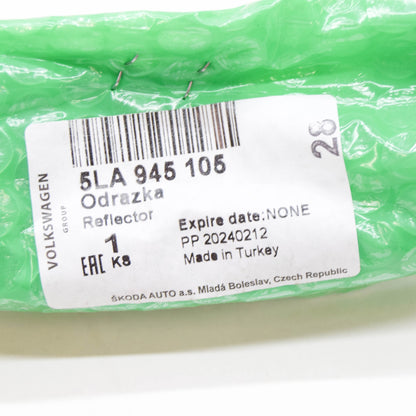 VOLKSWAGEN
GROUP
28
5LA 945 105
Odrazka
Reflector
1
Ks
EAC
Expire date:NONE
PP 20240212
Made in Turkey
ŠKODA AUTO a.s. Mladá Boleslav, Czech Republic